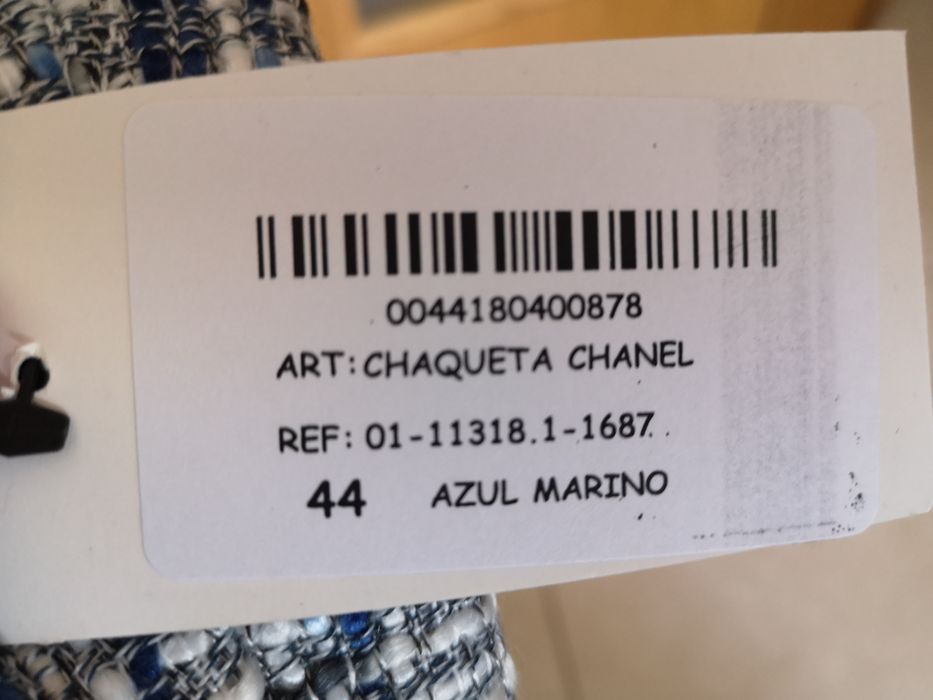 0044180400878
ART: CHAQUETA CHANEL
REF: 01-11318.1-1687
44 AZUL MARINO